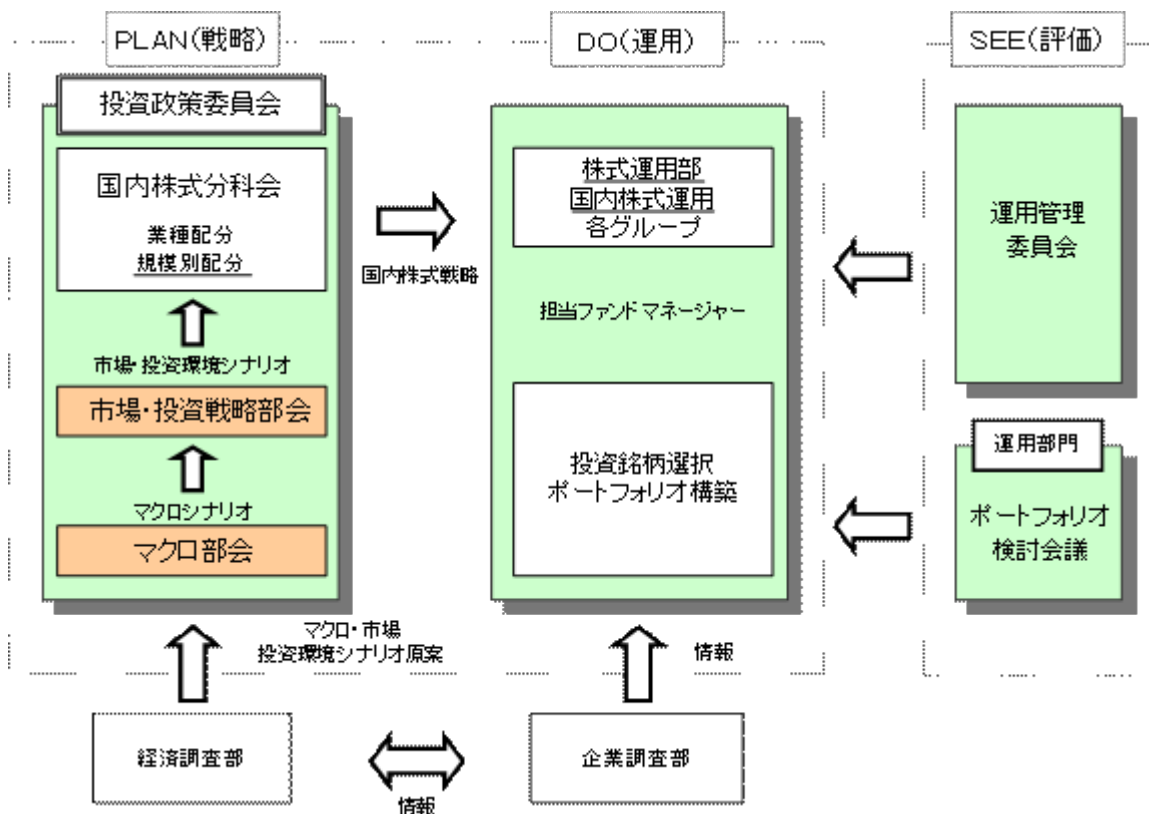 PLAN(戦略)
DO(運用)
SEE(評価)
投資政策委員会
国内株式分科会
業種配分
規模別配分
市場・投資環境シナリオ
市場・投資戦略部会
マクロシナリオ
マクロ部会
国内株式戦略
株式運用部
国内株式運用
各グループ
担当ファンドマネージャー
投資銘柄選択
ポートフォリオ構築
運用管理
委員会
運用部門
ポートフォリオ
検討会議
マクロ・市場
投資環境シナリオ原案
情報
経済調査部
企業調査部
情報